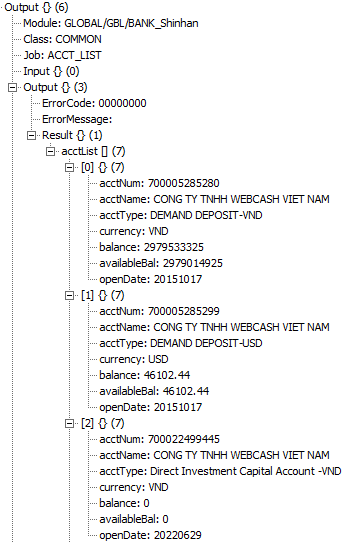 Output {} (6)
Module: GLOBAL/GBL/BANK_Shinhan
Class: COMMON
Job: ACCT_LIST
Input {} (0)
Output {} (3)
ErrorCode: 00000000
ErrorMessage:
Result {} (1)
acctList [] (7)
[0] {} (7)
acctNum: 700005285280
acctName: CONG TY TNHH WEBCASH VIET NAM
acctType: DEMAND DEPOSIT-VND
currency: VND
balance: 2979533325
availableBal: 2979014925
openDate: 20151017
[1] {} (7)
acctNum: 700005285299
acctName: CONG TY TNHH WEBCASH VIET NAM
acctType: DEMAND DEPOSIT-USD
currency: USD
balance: 46102.44
availableBal: 46102.44
openDate: 20151017
[2] {} (7)
acctNum: 700022499445
acctName: CONG TY TNHH WEBCASH VIET NAM
acctType: Direct Investment Capital Account -VND
currency: VND
balance: 0
availableBal: 0
openDate: 20220629